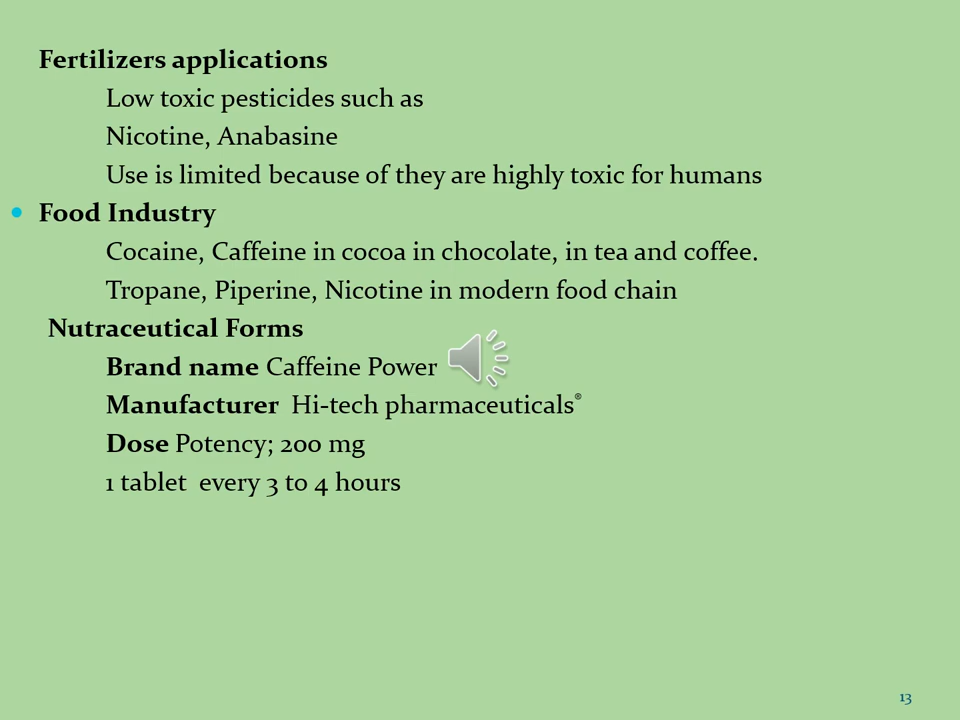 Fertilizers applications
Low toxic pesticides such as
Nicotine, Anabasine
Use is limited because of they are highly toxic for humans
• Food Industry
Cocaine, Caffeine in cocoa in chocolate, in tea and coffee.
Tropane, Piperine, Nicotine in modern food chain
Nutraceutical Forms
Brand name Caffeine Power
Manufacturer Hi-tech pharmaceuticals®
Dose Potency; 200 mg
1 tablet every 3 to 4 hours
13